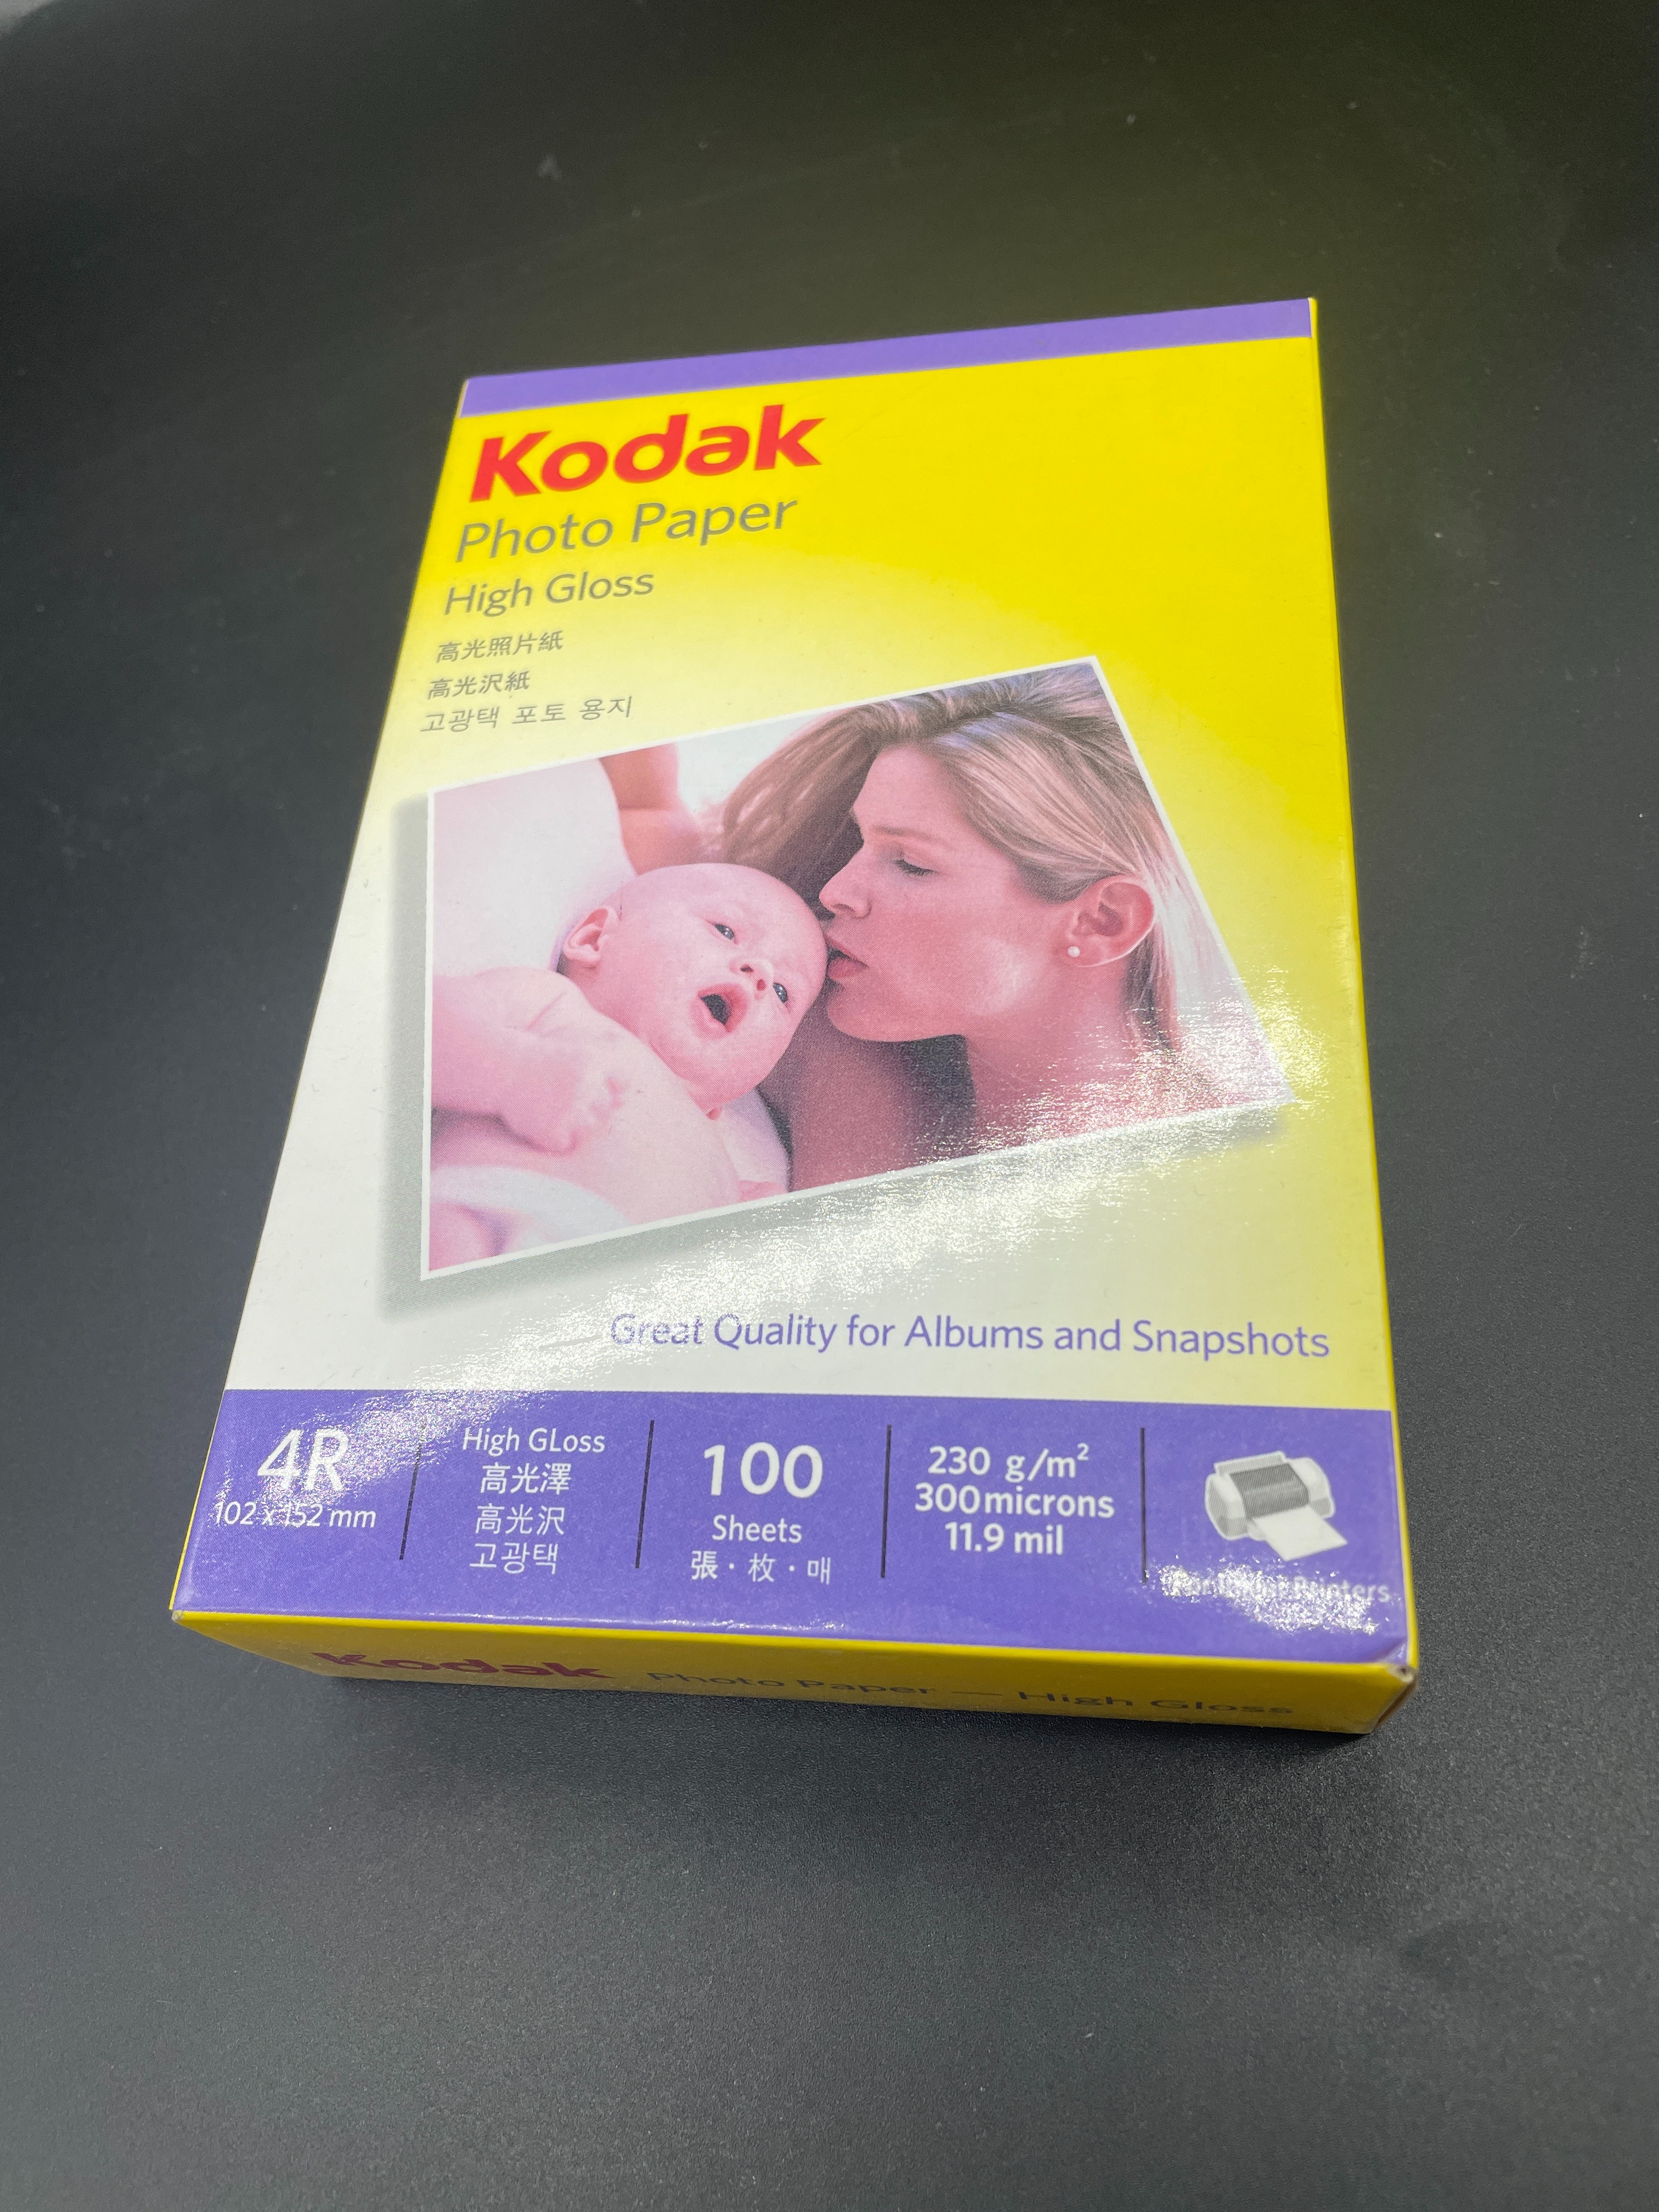 Kodak
Photo Paper
High Gloss
高光照片紙
高光沢紙
고광택 포토 용지
Great Quality for Albums and Snapshots
4R
102 x 152 mm
High GLoss
高光澤
高光沢
고광택
100
Sheets
張・枚・매
230 g/m²
300microns
11.9 mil
Printers
Kodak Photo Paper — High Gloss